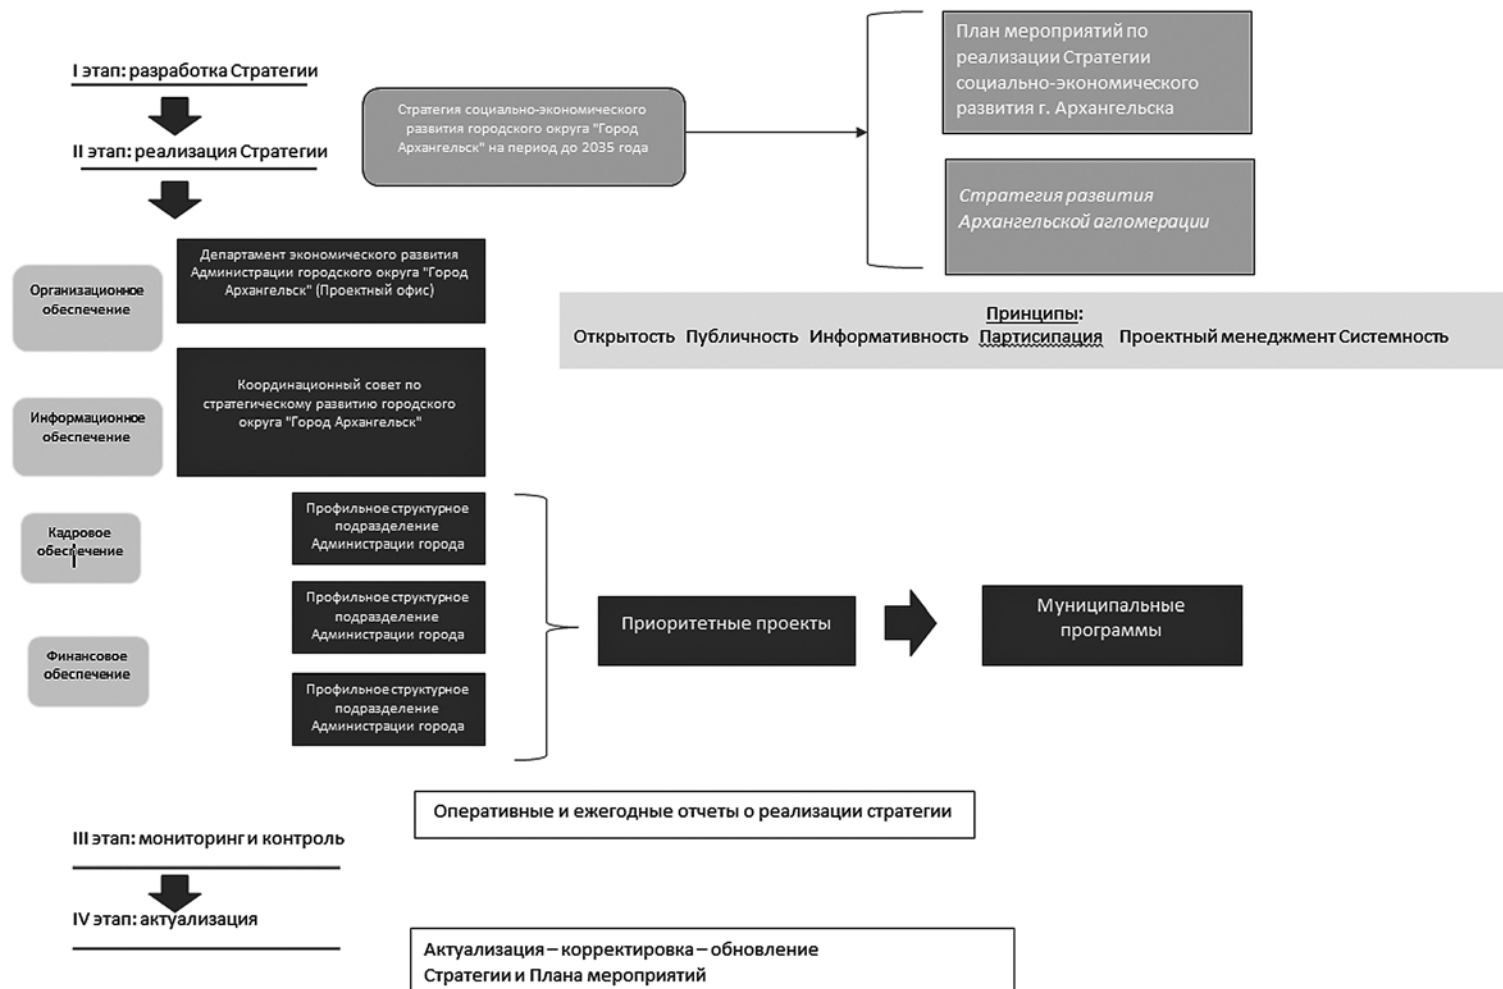 I этап: разработка Стратегии
II этап: реализация Стратегии
Стратегия социально-экономического
развития городского округа "Город
Архангельск" на период до 2035 года
План мероприятий по
реализации Стратегии
социально-экономического
развития г. Архангельска
Стратегия развития
Архангельской агломерации
Принципы:
Открытость Публичность Информативность Партисипация Проектный менеджмент Системность
Организационное
обеспечение
Информационное
обеспечение
Кадровое
обеспечение
Финансовое
обеспечение
Департамент экономического развития
Администрации городского округа "Город
Архангельск" (Проектный офис)
Координационный совет по
стратегическому развитию городского
округа "Город Архангельск"
Профильное структурное
подразделение
Администрации города
Профильное структурное
подразделение
Администрации города
Профильное структурное
подразделение
Администрации города
Приоритетные проекты
Муниципальные
программы
Оперативные и ежегодные отчеты о реализации стратегии
III этап: мониторинг и контроль
IV этап: актуализация
Актуализация – корректировка – обновление
Стратегии и Плана мероприятий